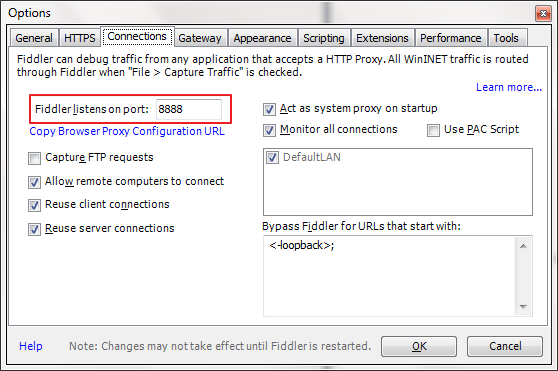 Options
General HTTPS Connections Gateway Appearance Scripting Extensions Performance Tools
Fiddler can debug traffic from any application that accepts a HTTP Proxy. All WinINET traffic is routed
through Fiddler when "File > Capture Traffic" is checked.
Learn more...
Fiddler listens on port: 8888
Copy Browser Proxy Configuration URL
Capture FTP requests
Allow remote computers to connect
Reuse client connections
Reuse server connections
Act as system proxy on startup
Monitor all connections Use PAC Script
DefaultLAN
Bypass Fiddler for URLs that start with:
<-loopback>;
Help Note: Changes may not take effect until Fiddler is restarted. OK Cancel